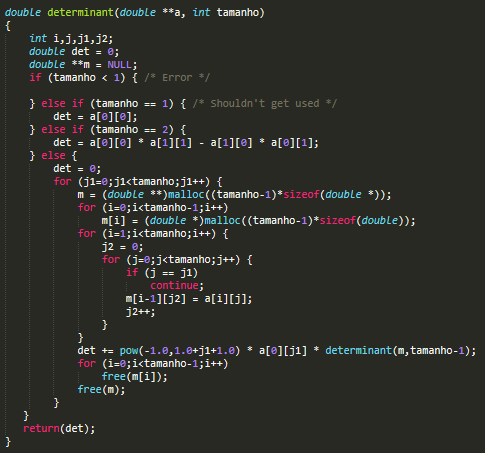 double determinant(double **a, int tamanho)
{
    int i,j,j1,j2;
    double det = 0;
    double **m = NULL;
    if (tamanho < 1) { /* Error */

    } else if (tamanho == 1) { /* Shouldn't get used */
        det = a[0][0];
    } else if (tamanho == 2) {
        det = a[0][0] * a[1][1] - a[1][0] * a[0][1];
    } else {
        det = 0;
        for (j1=0;j1<tamanho;j1++) {
            m = (double **)malloc((tamanho-1)*sizeof(double *));
            for (i=0;i<tamanho-1;i++)
                m[i] = (double *)malloc((tamanho-1)*sizeof(double));
            for (i=1;i<tamanho;i++) {
                j2 = 0;
                for (j=0;j<tamanho;j++) {
                    if (j == j1)
                        continue;
                    m[i-1][j2] = a[i][j];
                    j2++;
                }
            }
            det += pow(-1.0,1.0+j1+1.0) * a[0][j1] * determinant(m,tamanho-1);
            for (i=0;i<tamanho-1;i++)
                free(m[i]);
            free(m);
        }
   }
   return(det);
}